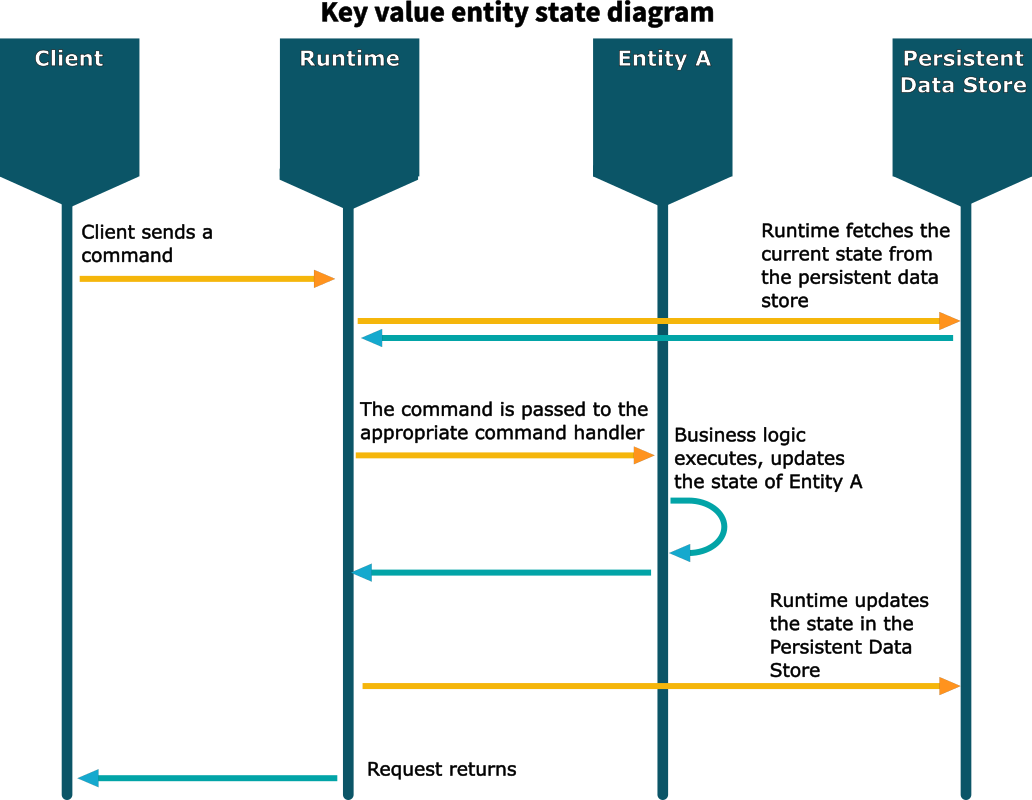 Key value entity state diagram
Client
Runtime
Entity A
Persistent
Data Store
Client sends a
command
Runtime fetches the
current state from
the persistent data
store
The command is passed to the
appropriate command handler
Business logic
executes, updates
the state of Entity A
Runtime updates
the state in the
Persistent Data
Store
Request returns